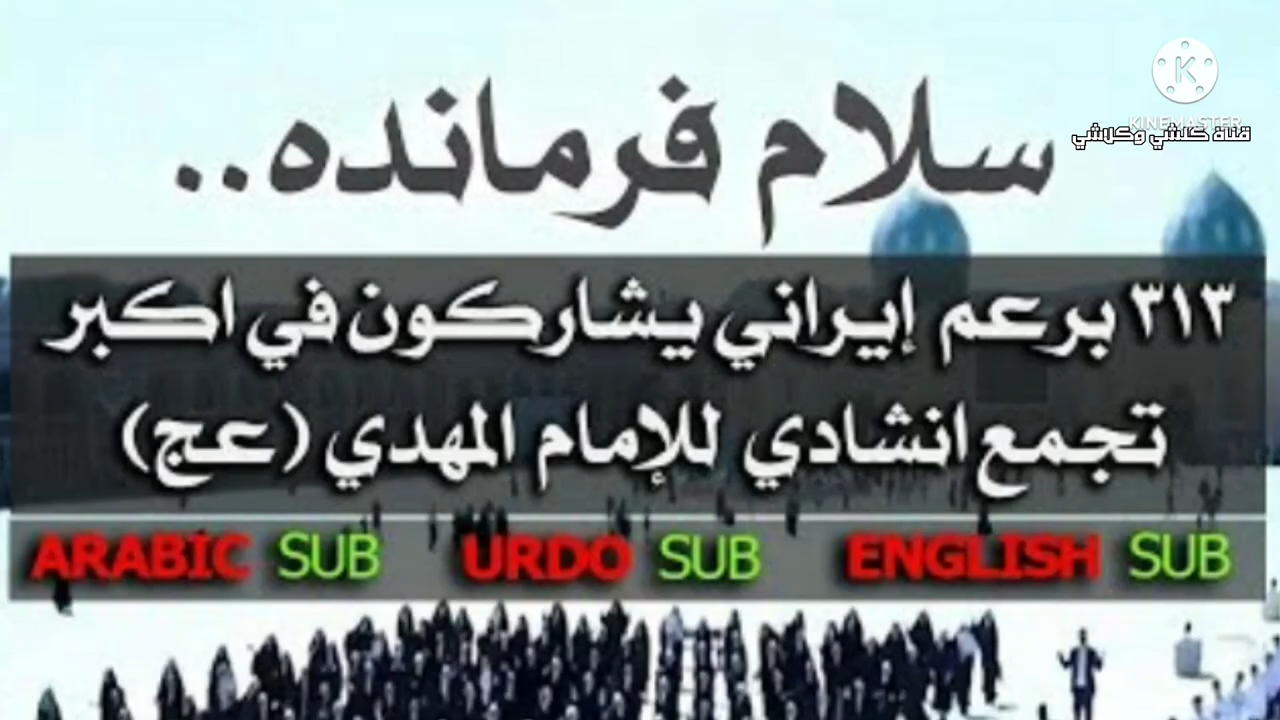 KINEMASTER
قناة كلشي وكلاشي
سلام فرمانده..
٣١٣ برعم إيراني يشاركون في اكبر
تجمع انشادي للإمام المهدي (عج)
ARABIC SUB URDO SUB ENGLISH SUB